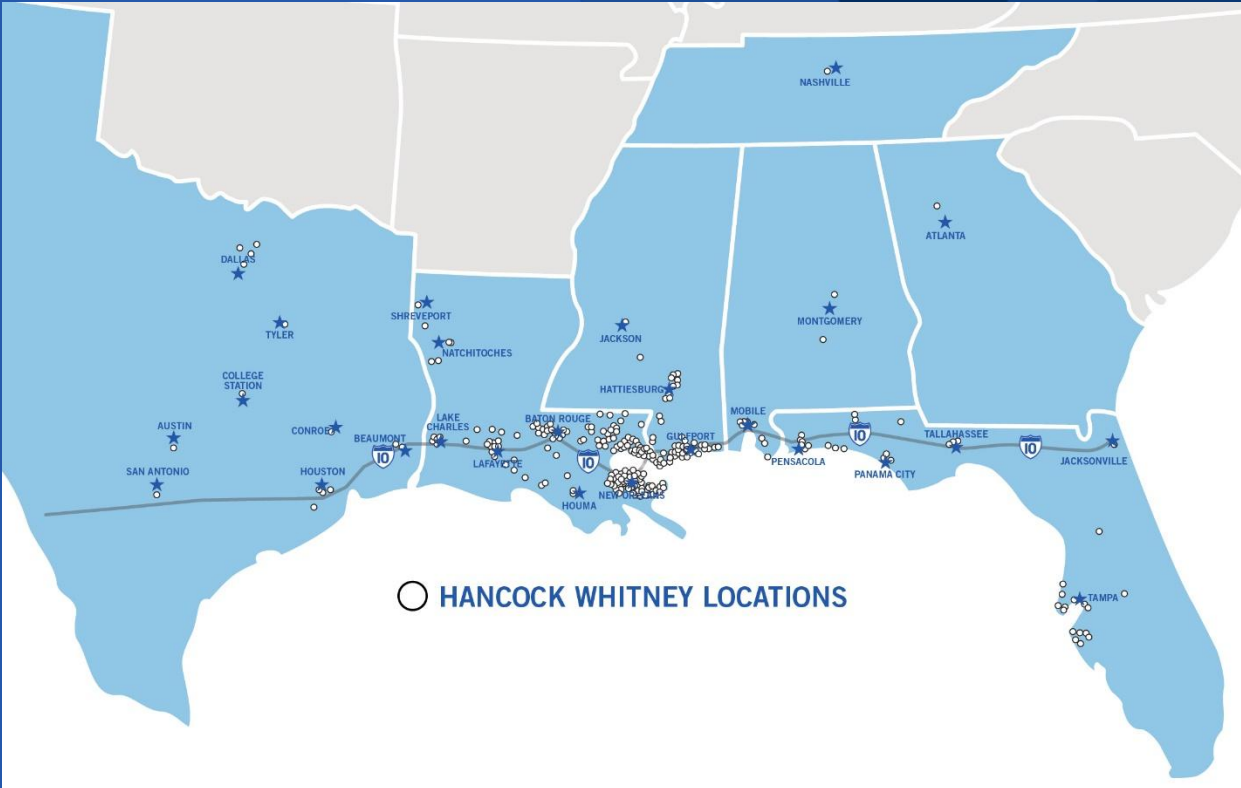 NASHVILLE
ATLANTA
DALLAS
SHREVEPORT
MONTGOMERY
TYLER
JACKSON
NATCHITOCHES
COLLEGE
STATION
HATTIESBURG
AUSTIN
CONROE
BEAUMONT
LAKE
CHARLES
BATON ROUGE
MOBILE
GULFPORT
TALLAHASSEE
10
10
10
10
LAFAYETTE
PENSACOLA
JACKSONVILLE
SAN ANTONIO
HOUSTON
PANAMA CITY
NEW ORLEANS
HOUMA
HANCOCK WHITNEY LOCATIONS
TAMPA